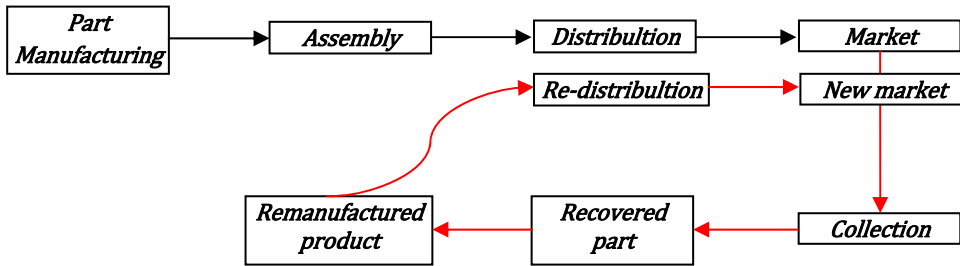 Part
Manufacturing
Assembly
Distribultion
Market
Re-distribultion
New market
Remanufactured
product
Recovered
part
Collection